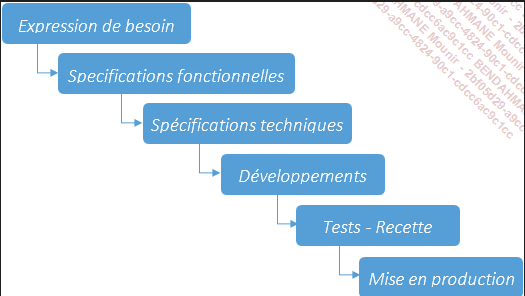 Expression de besoin
Specifications fonctionnelles
Spécifications techniques
Développements
Tests - Recette
Mise en production